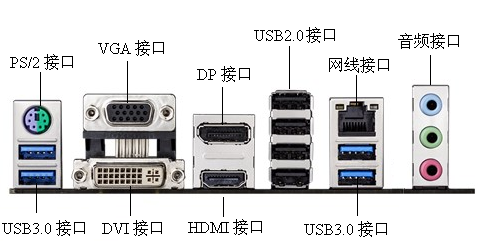 PS/2 接口
VGA 接口
DP 接口
USB2.0接口
网线接口
音频接口
USB3.0 接口
DVI 接口
HDMI 接口
USB3.0 接口